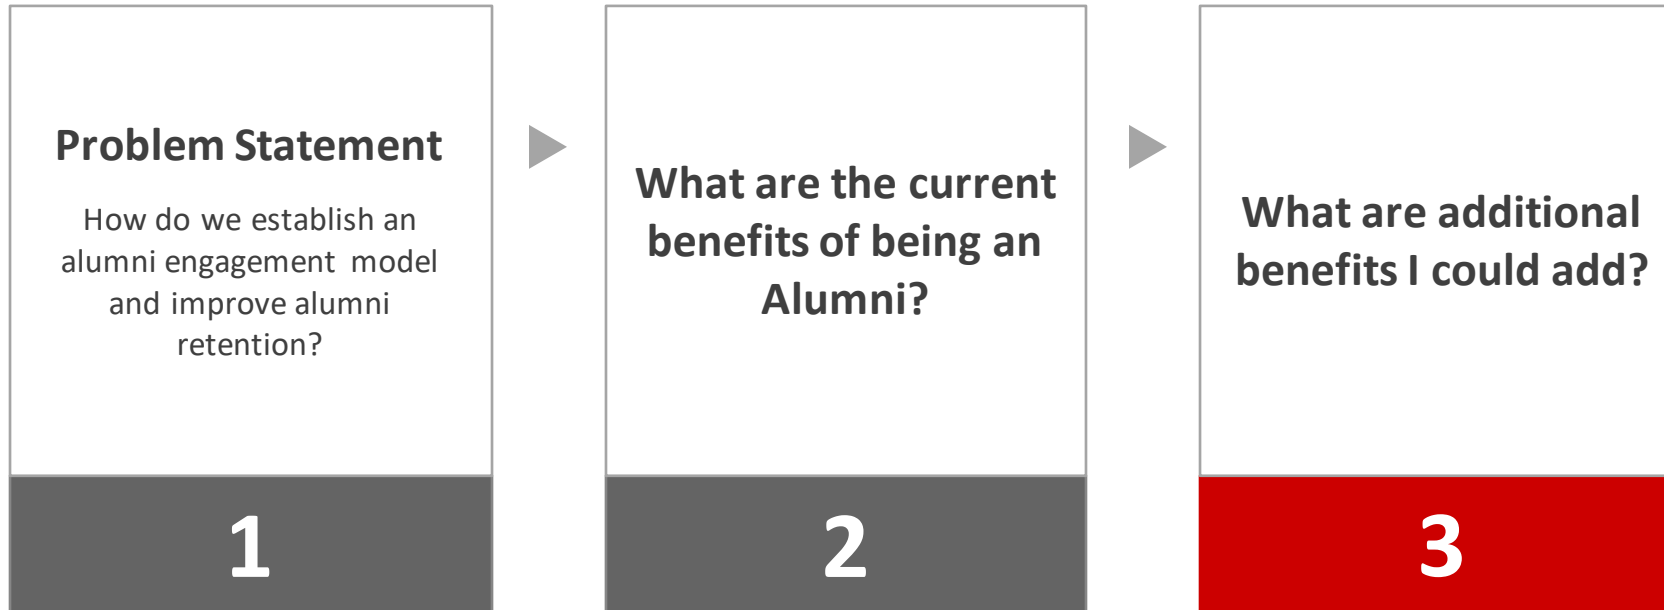 Problem Statement
How do we establish an
alumni engagement model
and improve alumni
retention?
1
What are the current
benefits of being an
Alumni?
2
What are additional
benefits I could add?
3